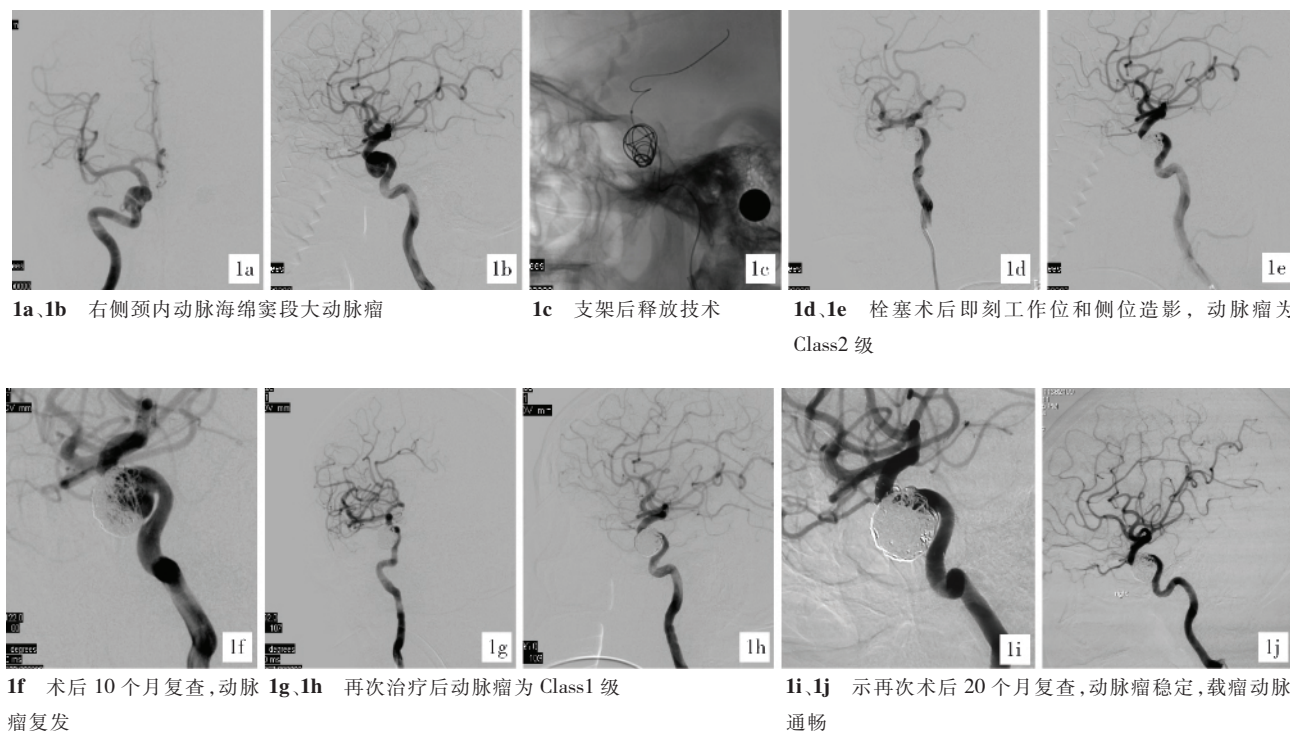 1a
1b
1c
1d
1e
1a、1b 右侧颈内动脉海绵窦段大动脉瘤
1c 支架后释放技术
1d、1e 栓塞术后即刻工作位和侧位造影，动脉瘤为
Class2 级
1f
1g
1h
1i
1j
1f 术后 10 个月复查,动脉
瘤复发
1g、1h 再次治疗后动脉瘤为 Class1 级
1i、1j 示再次术后 20 个月复查,动脉瘤稳定,载瘤动脉
通畅